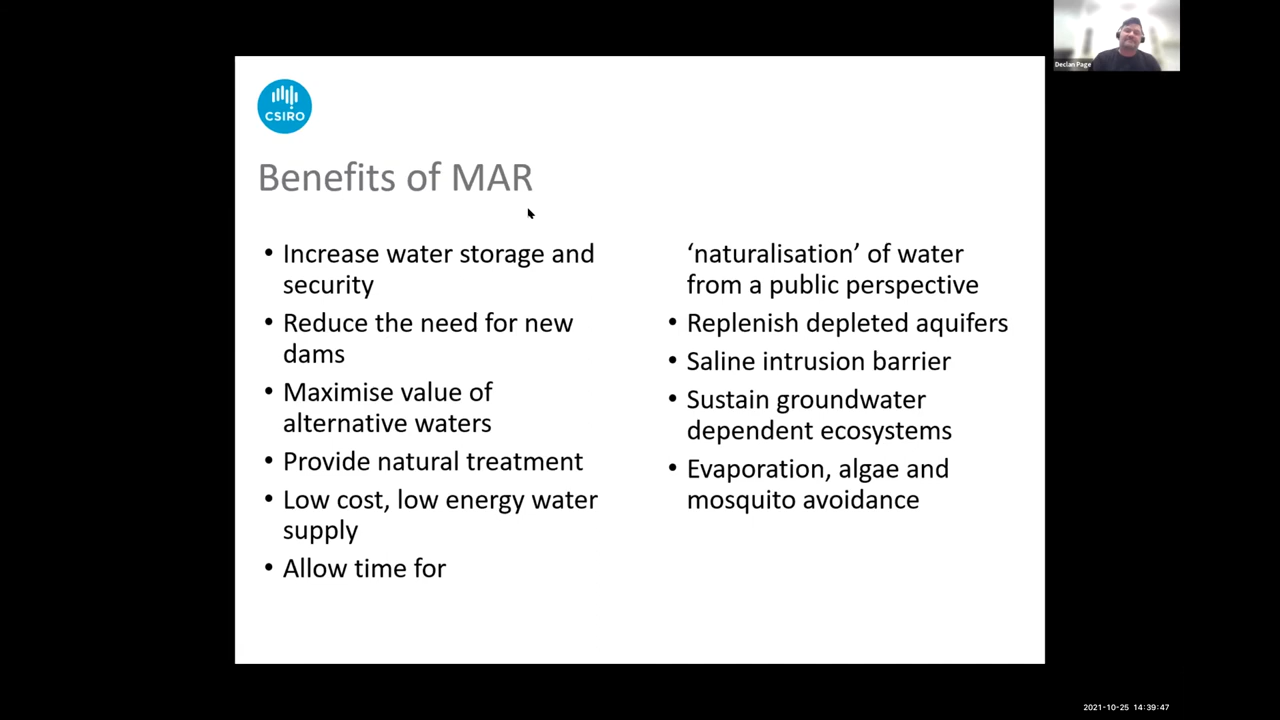 CSIRO
Declan Page
Benefits of MAR
• Increase water storage and
security
• Reduce the need for new
dams
• Maximise value of
alternative waters
• Provide natural treatment
• Low cost, low energy water
supply
• Allow time for
‘naturalisation’ of water
from a public perspective
• Replenish depleted aquifers
• Saline intrusion barrier
• Sustain groundwater
dependent ecosystems
• Evaporation, algae and
mosquito avoidance
2021-10-25 14:39:47